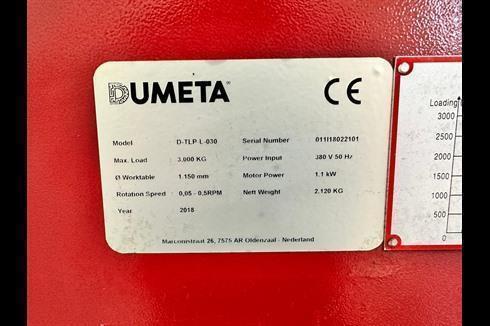 DUMETA
CE
Model D-TLP-L-030 Serial Number 011I18022101
Max. Load 3.000 KG Power Input 380 V 50 Hz
Ø Worktable 1.150 mm Motor Power 1.1 kW
Rotation Speed 0,05 - 0,5RPM Nett Weight 2.120 KG
Year 2018
Marconistraat 26, 7575 AR Oldenzaal - Nederland
Loading
3000
2500
2000
1500
1000
500
0